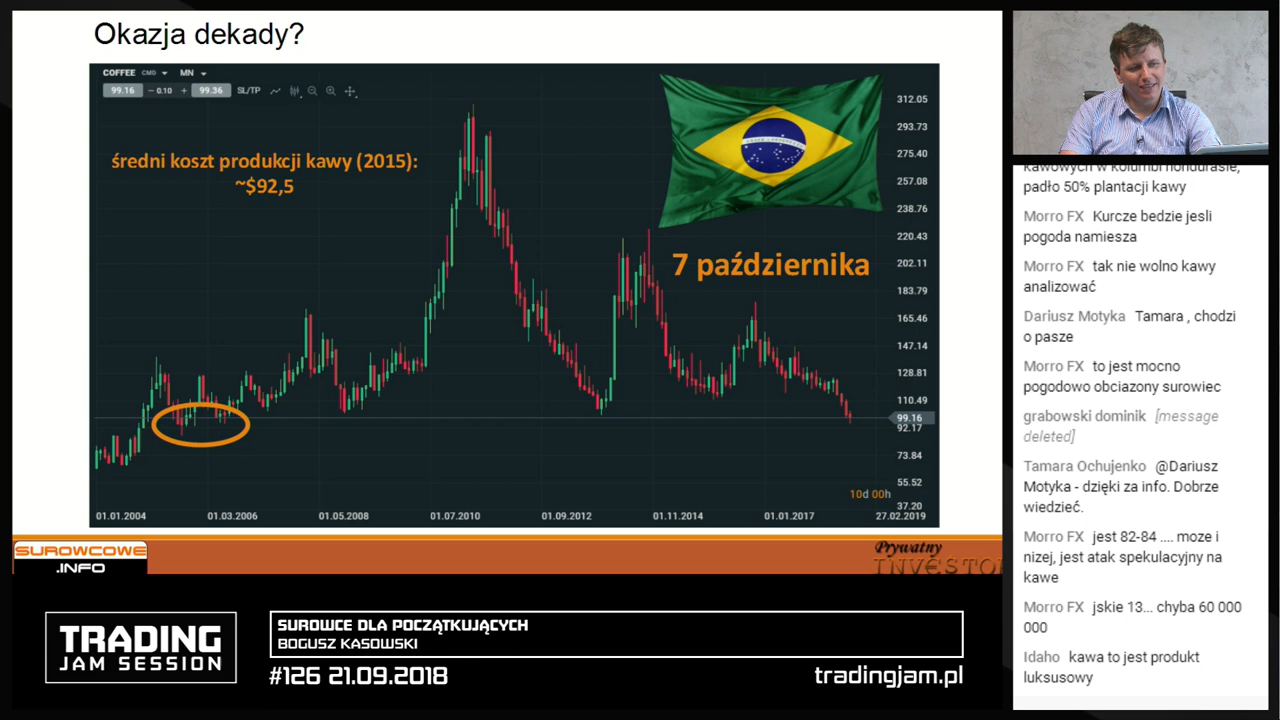 Okazja dekady?
COFFEE CMG MN
99.16 – 0.10 + 99.36 SL/TP
średni koszt produkcji kawy (2015):
~$92,5
7 października
312.05
293.73
275.40
257.08
238.76
220.43
202.11
183.79
165.46
147.14
128.81
110.49
99.16
92.17
73.84
55.52
37.20
10d 00h
01.01.2004 01.03.2006 01.05.2008 01.07.2010 01.09.2012 01.11.2014 01.01.2017 27.02.2019
SUROWCOWE
.INFO
Prywatny
INVESTOR
TRADING
JAM SESSION
SUROWCE DLA POCZĄTKUJĄCYCH
BOGUSZ KASOWSKI
#126 21.09.2018
tradingjam.pl
kawowych w kolumbi hondurasie,
padło 50% plantacji kawy
Morro FX Kurcze bedzie jesli
pogoda namiesza
Morro FX tak nie wolno kawy
analizować
Dariusz Motyka Tamara , chodzi
o pasze
Morro FX to jest mocno
pogodowo obciazony surowiec
grabowski dominik [message
deleted]
Tamara Ochujenko @Dariusz
Motyka - dzięki za info. Dobrze
wiedzieć.
Morro FX jest 82-84 .... moze i
nizej, jest atak spekulacyjny na
kawe
Morro FX jskie 13... chyba 60 000
000
Idaho kawa to jest produkt
luksusowy